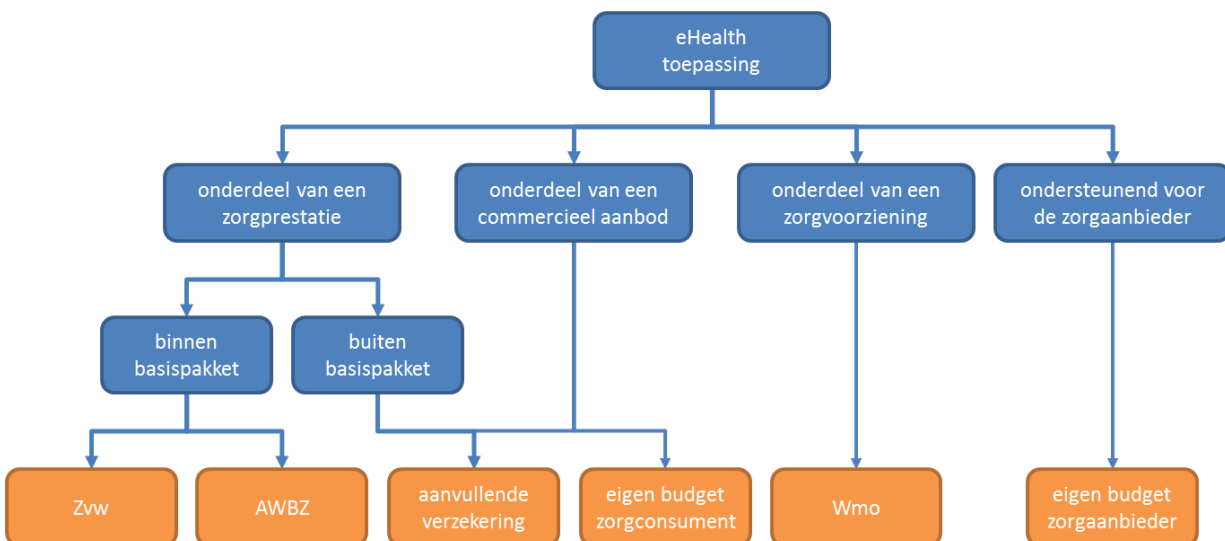 eHealth
toepassing
onderdeel van een
zorgprestatie
onderdeel van een
commercieel aanbod
onderdeel van een
zorgvoorziening
ondersteunend voor
de zorgaanbieder
binnen
basispakket
buiten
basispakket
Zvw
AWBZ
aanvullende
verzekering
eigen budget
zorgconsument
Wmo
eigen budget
zorgaanbieder